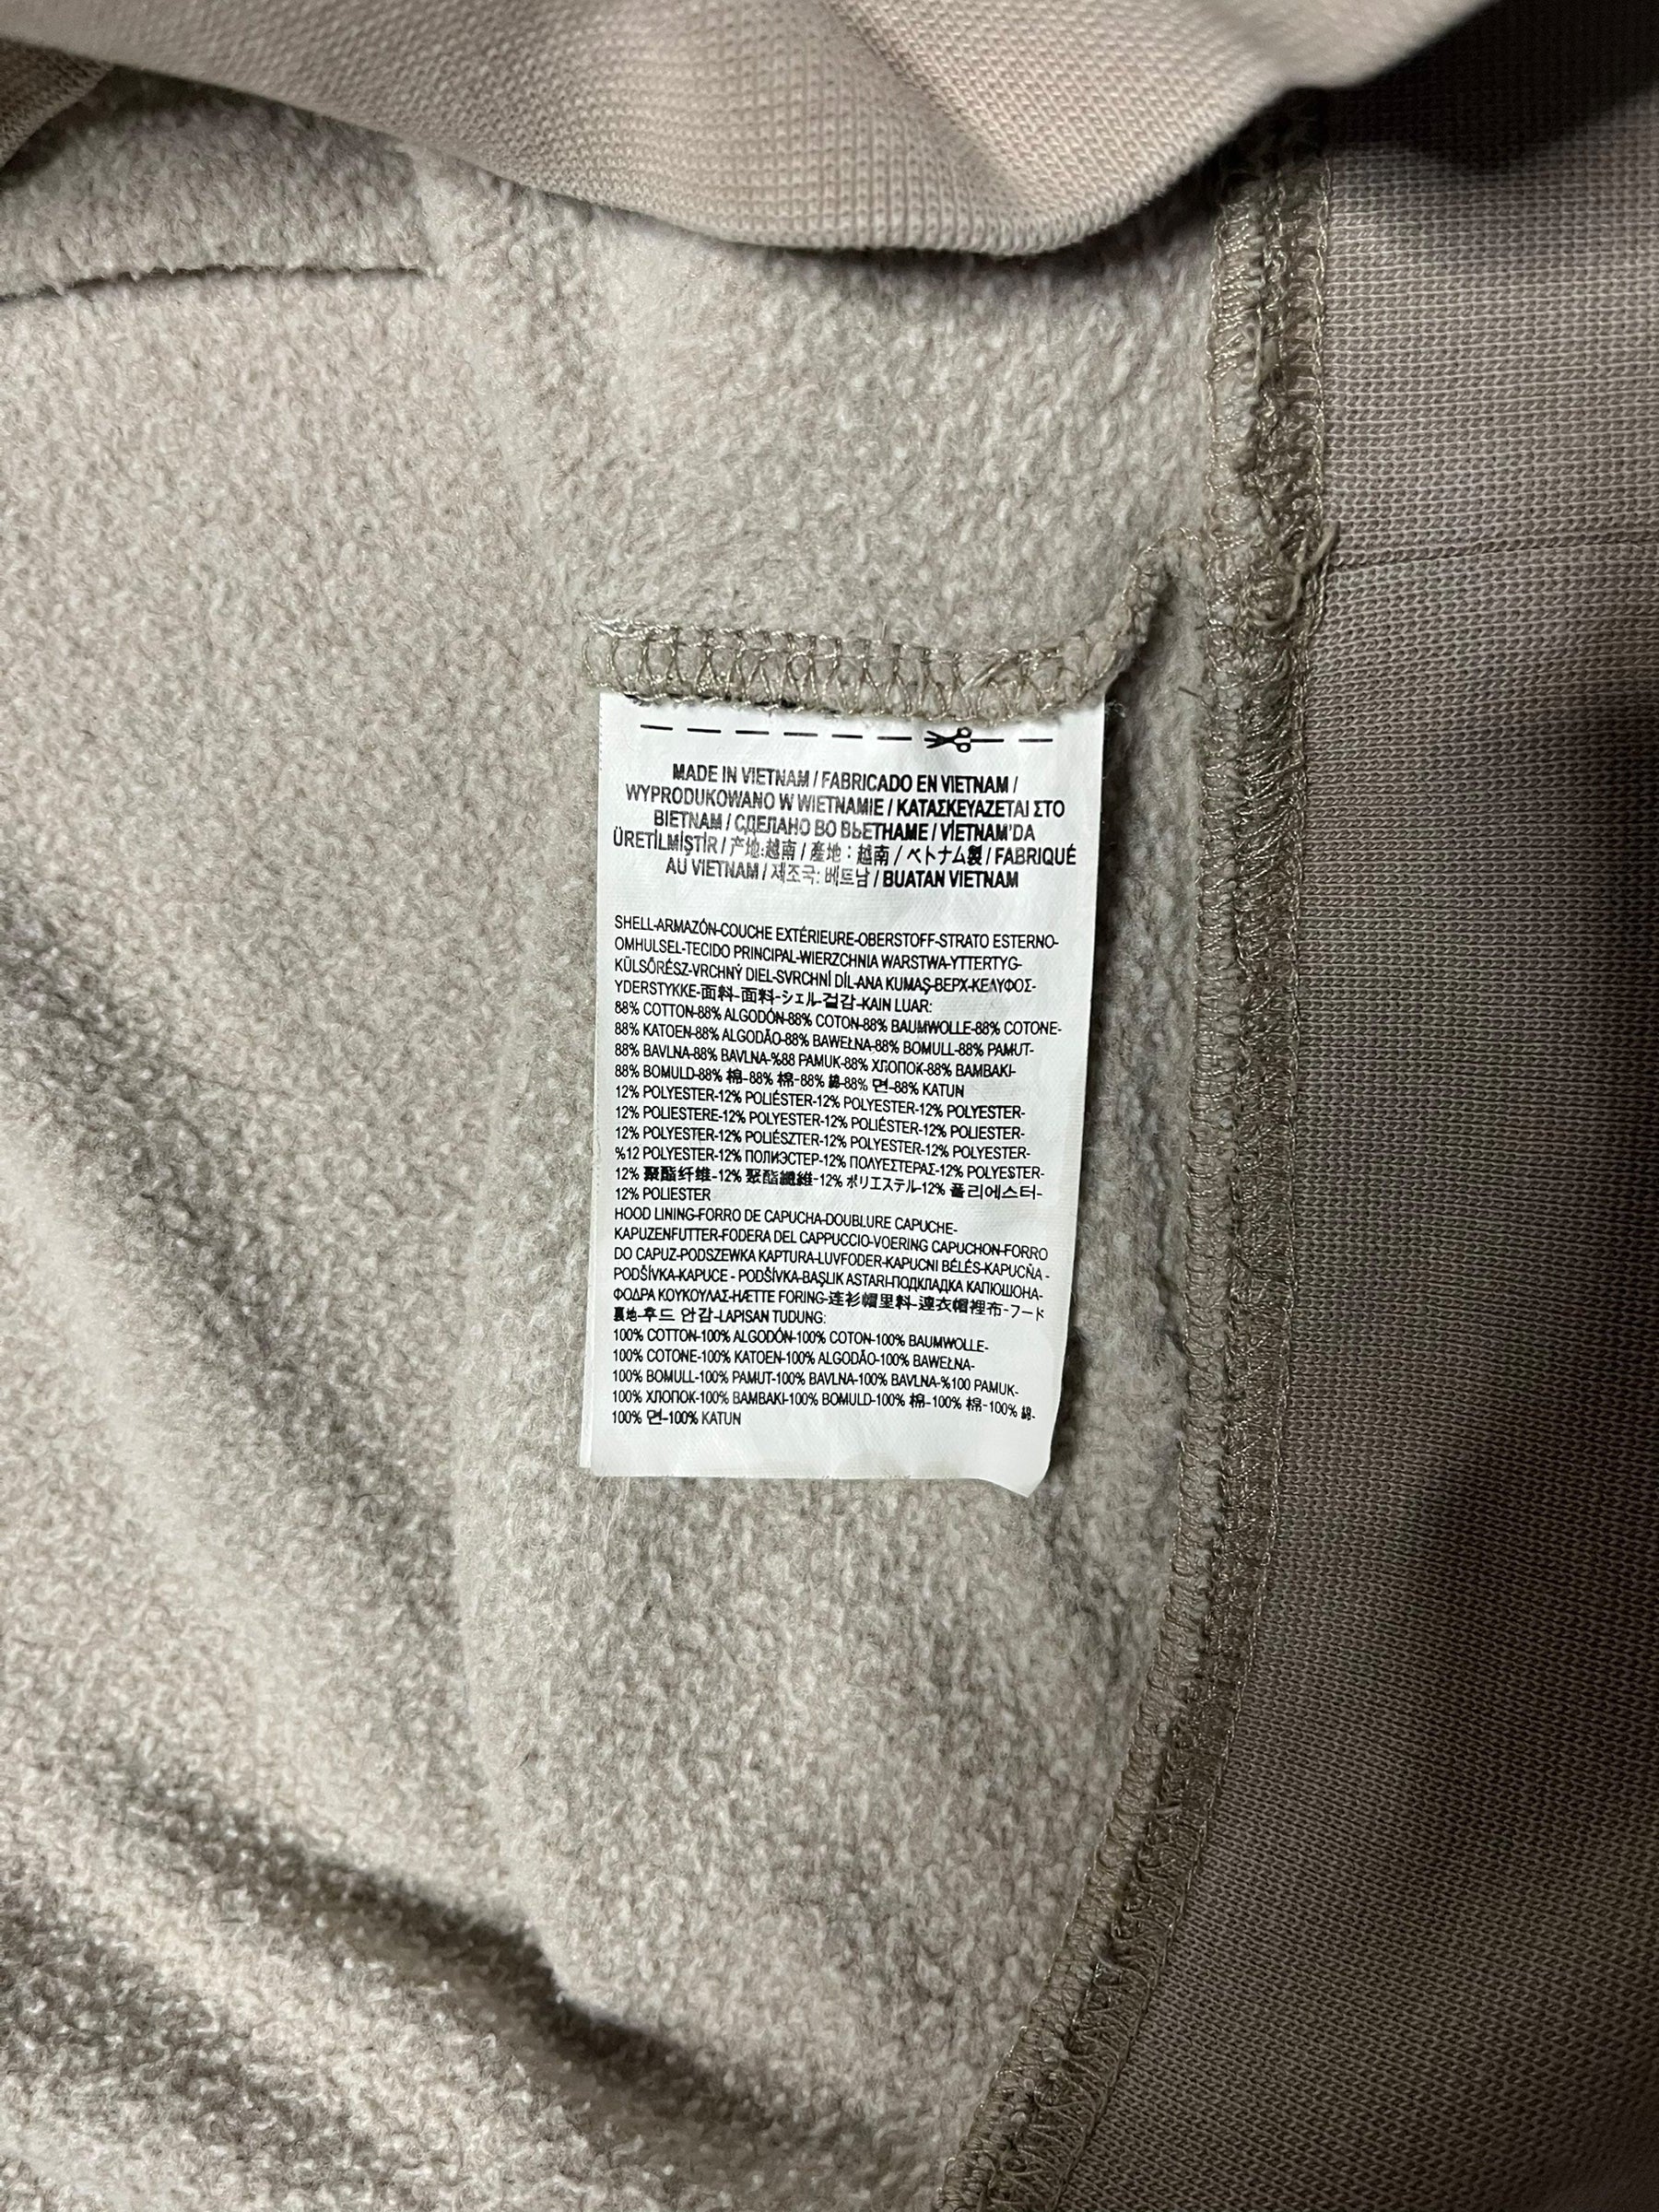 MADE IN VIETNAM / FABRICADO EN VIETNAM /
WYPRODUKOWANO W WIETNAMIE / ΚΑΤΑΣΚΕΥΑΖΕΤΑΙ ΣΤΟ
ΒΙΕΤΝΑΜ / СДЕЛАНО ВО ВЬЕТНАМЕ / VİETNAM'DA
ÜRETİLMİŞTİR / 产地:越南 / 產地：越南 / ベトナム製 / FABRIQUÉ
AU VIETNAM / 제조국: 베트남 / BUATAN VIETNAM
SHELL-ARMAZÓN-COUCHE EXTÉRIEURE-OBERSTOFF-STRATO ESTERNO-
OMHULSEL-TECIDO PRINCIPAL-WIERZCHNIA WARSTWA-YTTERTYG-
KÜLSŐRÉSZ-VRCHNÝ DIEL-SVRCHNÍ DÍL-ANA KUMAŞ-ВЕРХ-ΚΕΛΥΦΟΣ-
YDERSTYKKE-面料-面料-シェル-겉감-KAIN LUAR:
88% COTTON-88% ALGODÓN-88% COTON-88% BAUMWOLLE-88% COTONE-
88% KATOEN-88% ALGODÃO-88% BAWEŁNA-88% BOMULL-88% PAMUT-
88% BAVLNA-88% BAVLNA-%88 PAMUK-88% ХЛОПОК-88% ΒΑΜΒΑΚΙ-
88% BOMULD-88% 棉-88% 棉-88% 綿-88% 면-88% KATUN
12% POLYESTER-12% POLIÉSTER-12% POLYESTER-12% POLYESTER-
12% POLIESTERE-12% POLYESTER-12% POLIÉSTER-12% POLIESTER-
12% POLYESTER-12% POLIÉSZTER-12% POLYESTER-12% POLYESTER-
%12 POLYESTER-12% ПОЛИЭСТЕР-12% ΠΟΛΥΕΣΤΕΡΑΣ-12% POLYESTER-
12% 聚酯纤维-12% 聚酯纖維-12% ポリエステル-12% 폴리에스터-
12% POLIESTER
HOOD LINING-FORRO DE CAPUCHA-DOUBLURE CAPUCHE-
KAPUZENFUTTER-FODERA DEL CAPPUCCIO-VOERING CAPUCHON-FORRO
DO CAPUZ-PODSZEWKA KAPTURA-LUVFODER-KAPUCNI BÉLÉS-KAPUCŇA -
PODŠÍVKA-KAPUCE - PODŠÍVKA-BAŞLIK ASTARI-ПОДКЛАДКА КАПЮШОНА-
ΦΟΔΡΑ ΚΟΥΚΟΥΛΑΣ-HÆTTE FORING-连衫帽里料-連衣帽裡布-フード
裏地-후드 안감-LAPISAN TUDUNG:
100% COTTON-100% ALGODÓN-100% COTON-100% BAUMWOLLE-
100% COTONE-100% KATOEN-100% ALGODÃO-100% BAWEŁNA-
100% BOMULL-100% PAMUT-100% BAVLNA-100% BAVLNA-%100 PAMUK-
100% ХЛОПОК-100% ΒΑΜΒΑΚΙ-100% BOMULD-100% 棉-100% 棉-100% 綿-
100% 면-100% KATUN